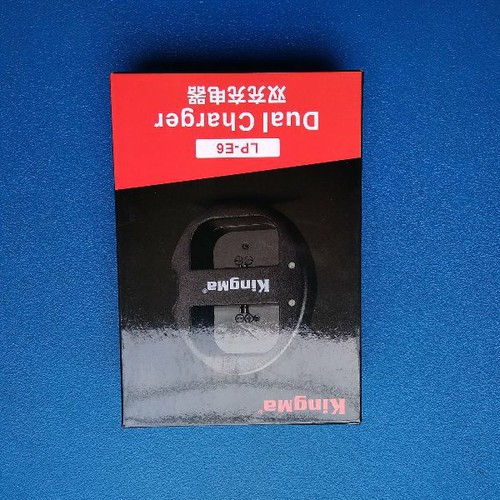 KingMa®
KingMa®
LP-E6
Dual Charger
双充充电器